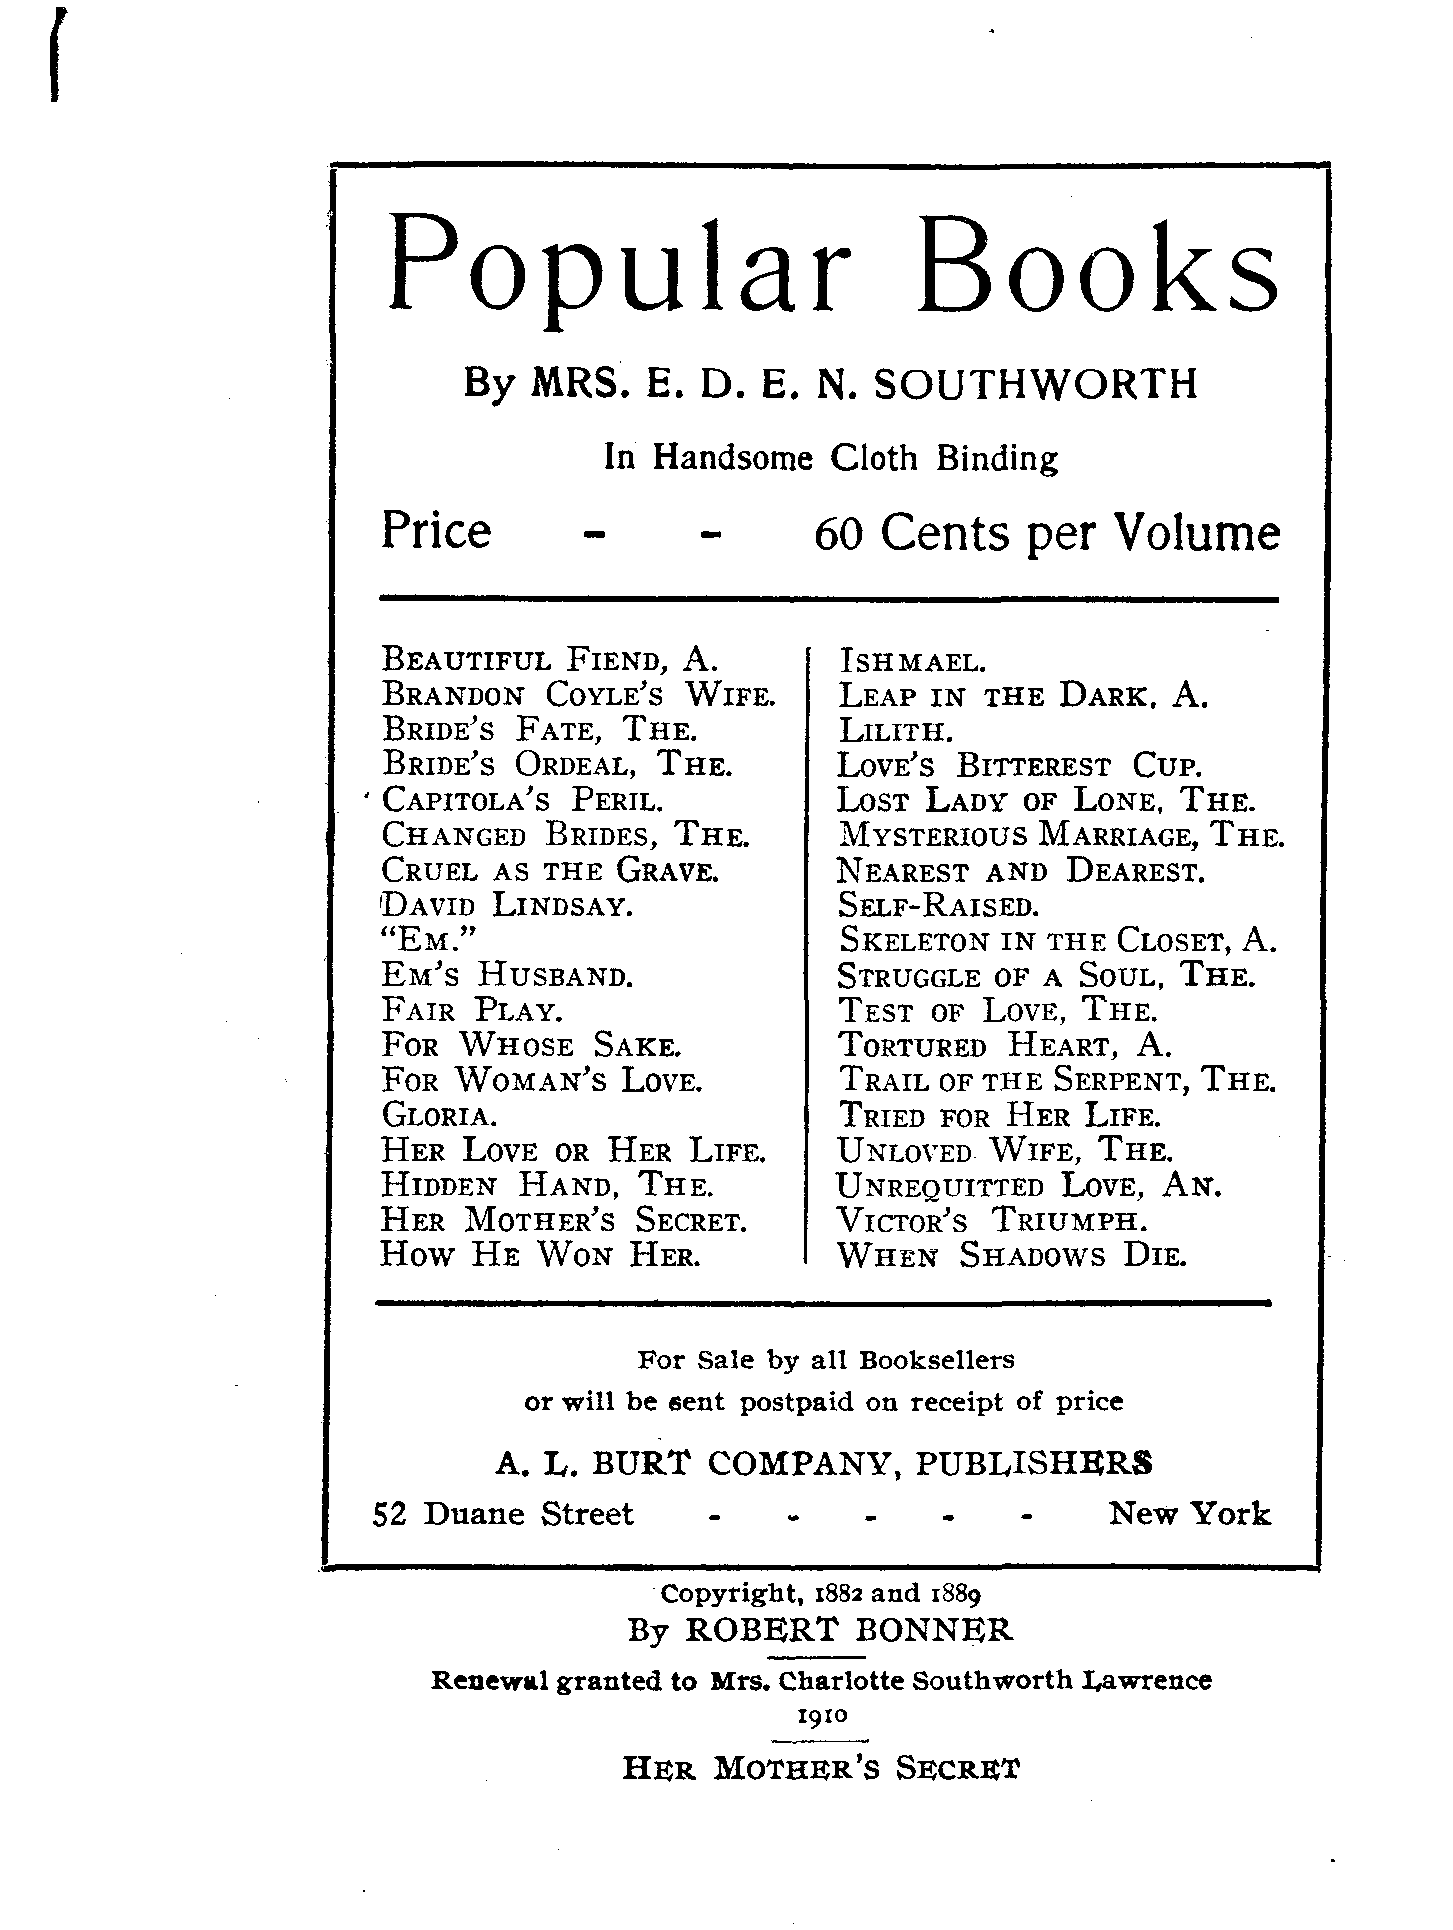 Popular Books
By MRS. E. D. E. N. SOUTHWORTH
In Handsome Cloth Binding
Price - - 60 Cents per Volume
BEAUTIFUL FIEND, A.
BRANDON COYLE'S WIFE.
BRIDE'S FATE, THE.
BRIDE'S ORDEAL, THE.
CAPITOLA'S PERIL.
CHANGED BRIDES, THE.
CRUEL AS THE GRAVE.
DAVID LINDSAY.
"EM."
EM'S HUSBAND.
FAIR PLAY.
FOR WHOSE SAKE.
FOR WOMAN'S LOVE.
GLORIA.
HER LOVE OR HER LIFE.
HIDDEN HAND, THE.
HER MOTHER'S SECRET.
HOW HE WON HER.
ISHMAEL.
LEAP IN THE DARK, A.
LILITH.
LOVE'S BITTEREST CUP.
LOST LADY OF LONE, THE.
MYSTERIOUS MARRIAGE, THE.
NEAREST AND DEAREST.
SELF-RAISED.
SKELETON IN THE CLOSET, A.
STRUGGLE OF A SOUL, THE.
TEST OF LOVE, THE.
TORTURED HEART, A.
TRAIL OF THE SERPENT, THE.
TRIED FOR HER LIFE.
UNLOVED WIFE, THE.
UNREQUITTED LOVE, AN.
VICTOR'S TRIUMPH.
WHEN SHADOWS DIE.
For Sale by all Booksellers
or will be sent postpaid on receipt of price
A. L. BURT COMPANY, PUBLISHERS
52 Duane Street - - - - - New York
Copyright, 1882 and 1889
By ROBERT BONNER
Renewal granted to Mrs. Charlotte Southworth Lawrence
1910
HER MOTHER'S SECRET